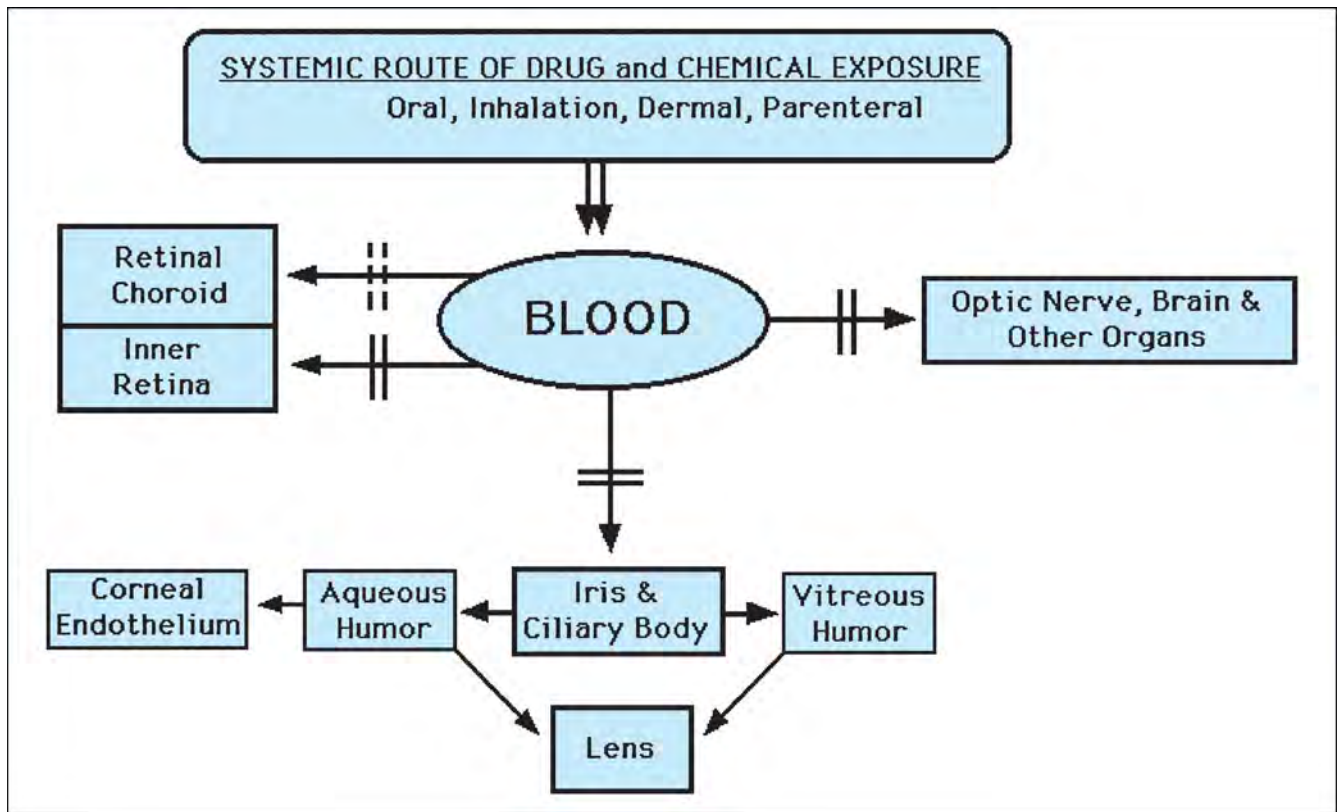 SYSTEMIC ROUTE OF DRUG and CHEMICAL EXPOSURE
Oral, Inhalation, Dermal, Parenteral
Retinal
Choroid
Inner
Retina
BLOOD
Optic Nerve, Brain &
Other Organs
Corneal
Endothelium
Aqueous
Humor
Iris &
Ciliary Body
Vitreous
Humor
Lens